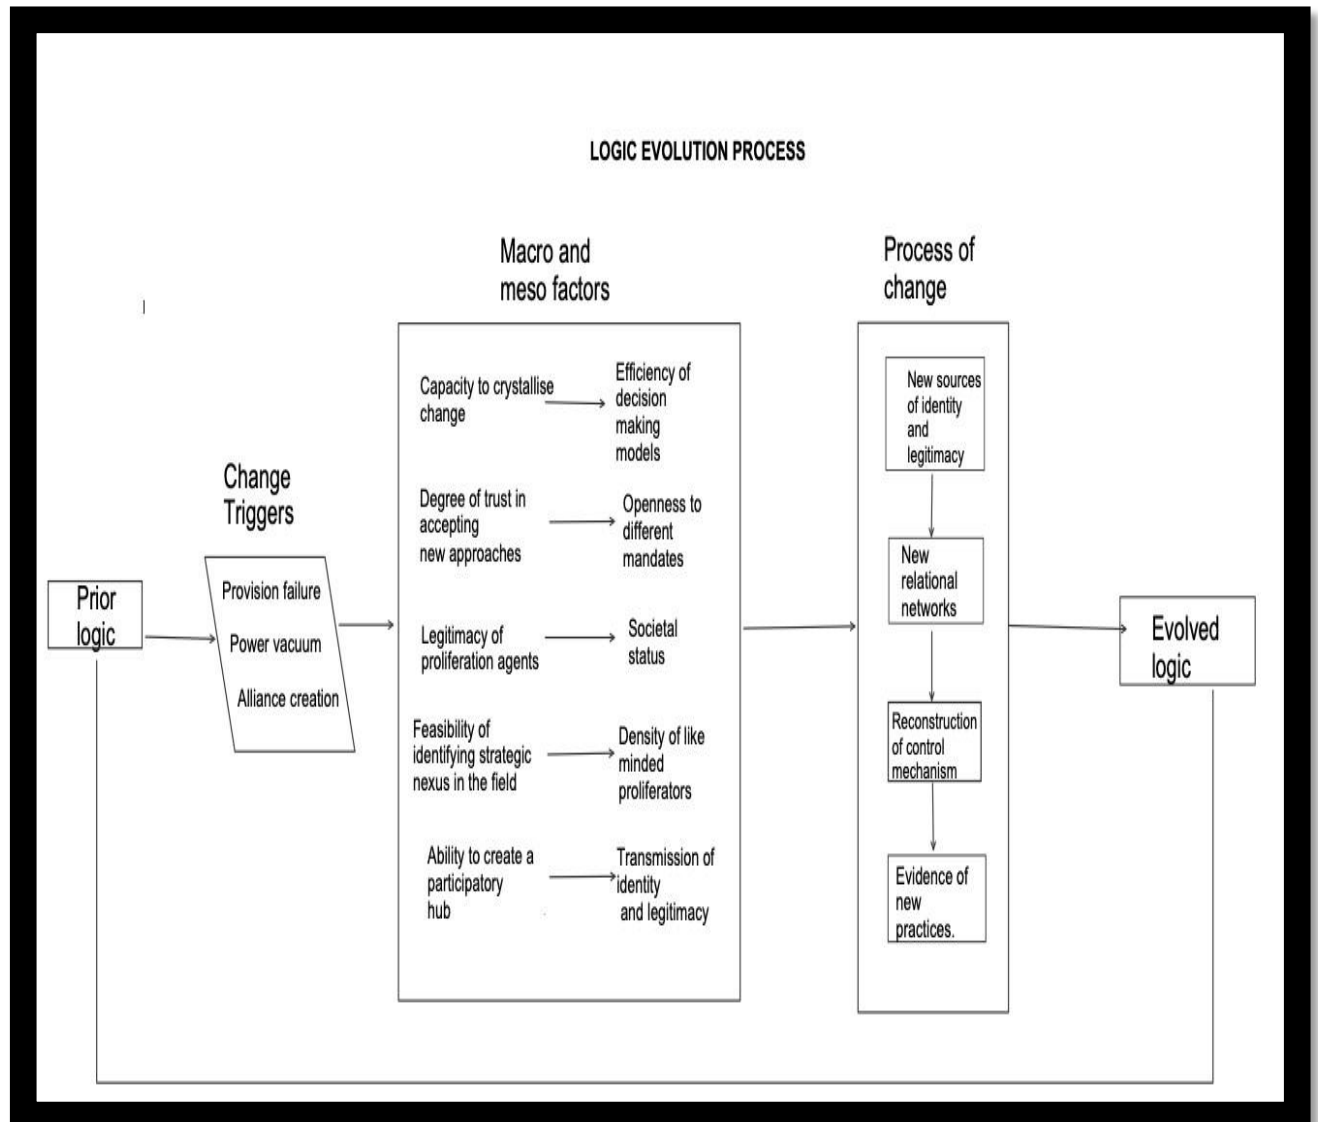 LOGIC EVOLUTION PROCESS
Macro and
meso factors
Process of
change
Change
Triggers
Prior
logic
Provision failure
Power vacuum
Alliance creation
Capacity to crystallise
change
Efficiency of
decision
making
models
Degree of trust in
accepting
new approaches
Openness to
different
mandates
Legitimacy of
proliferation agents
Societal
status
Feasibility of
identifying strategic
nexus in the field
Density of like
minded
proliferators
Ability to create a
participatory
hub
Transmission of
identity
and legitimacy
New sources
of identity
and
legitimacy
New
relational
networks
Reconstruction
of control
mechanism
Evidence of
new
practices.
Evolved
logic